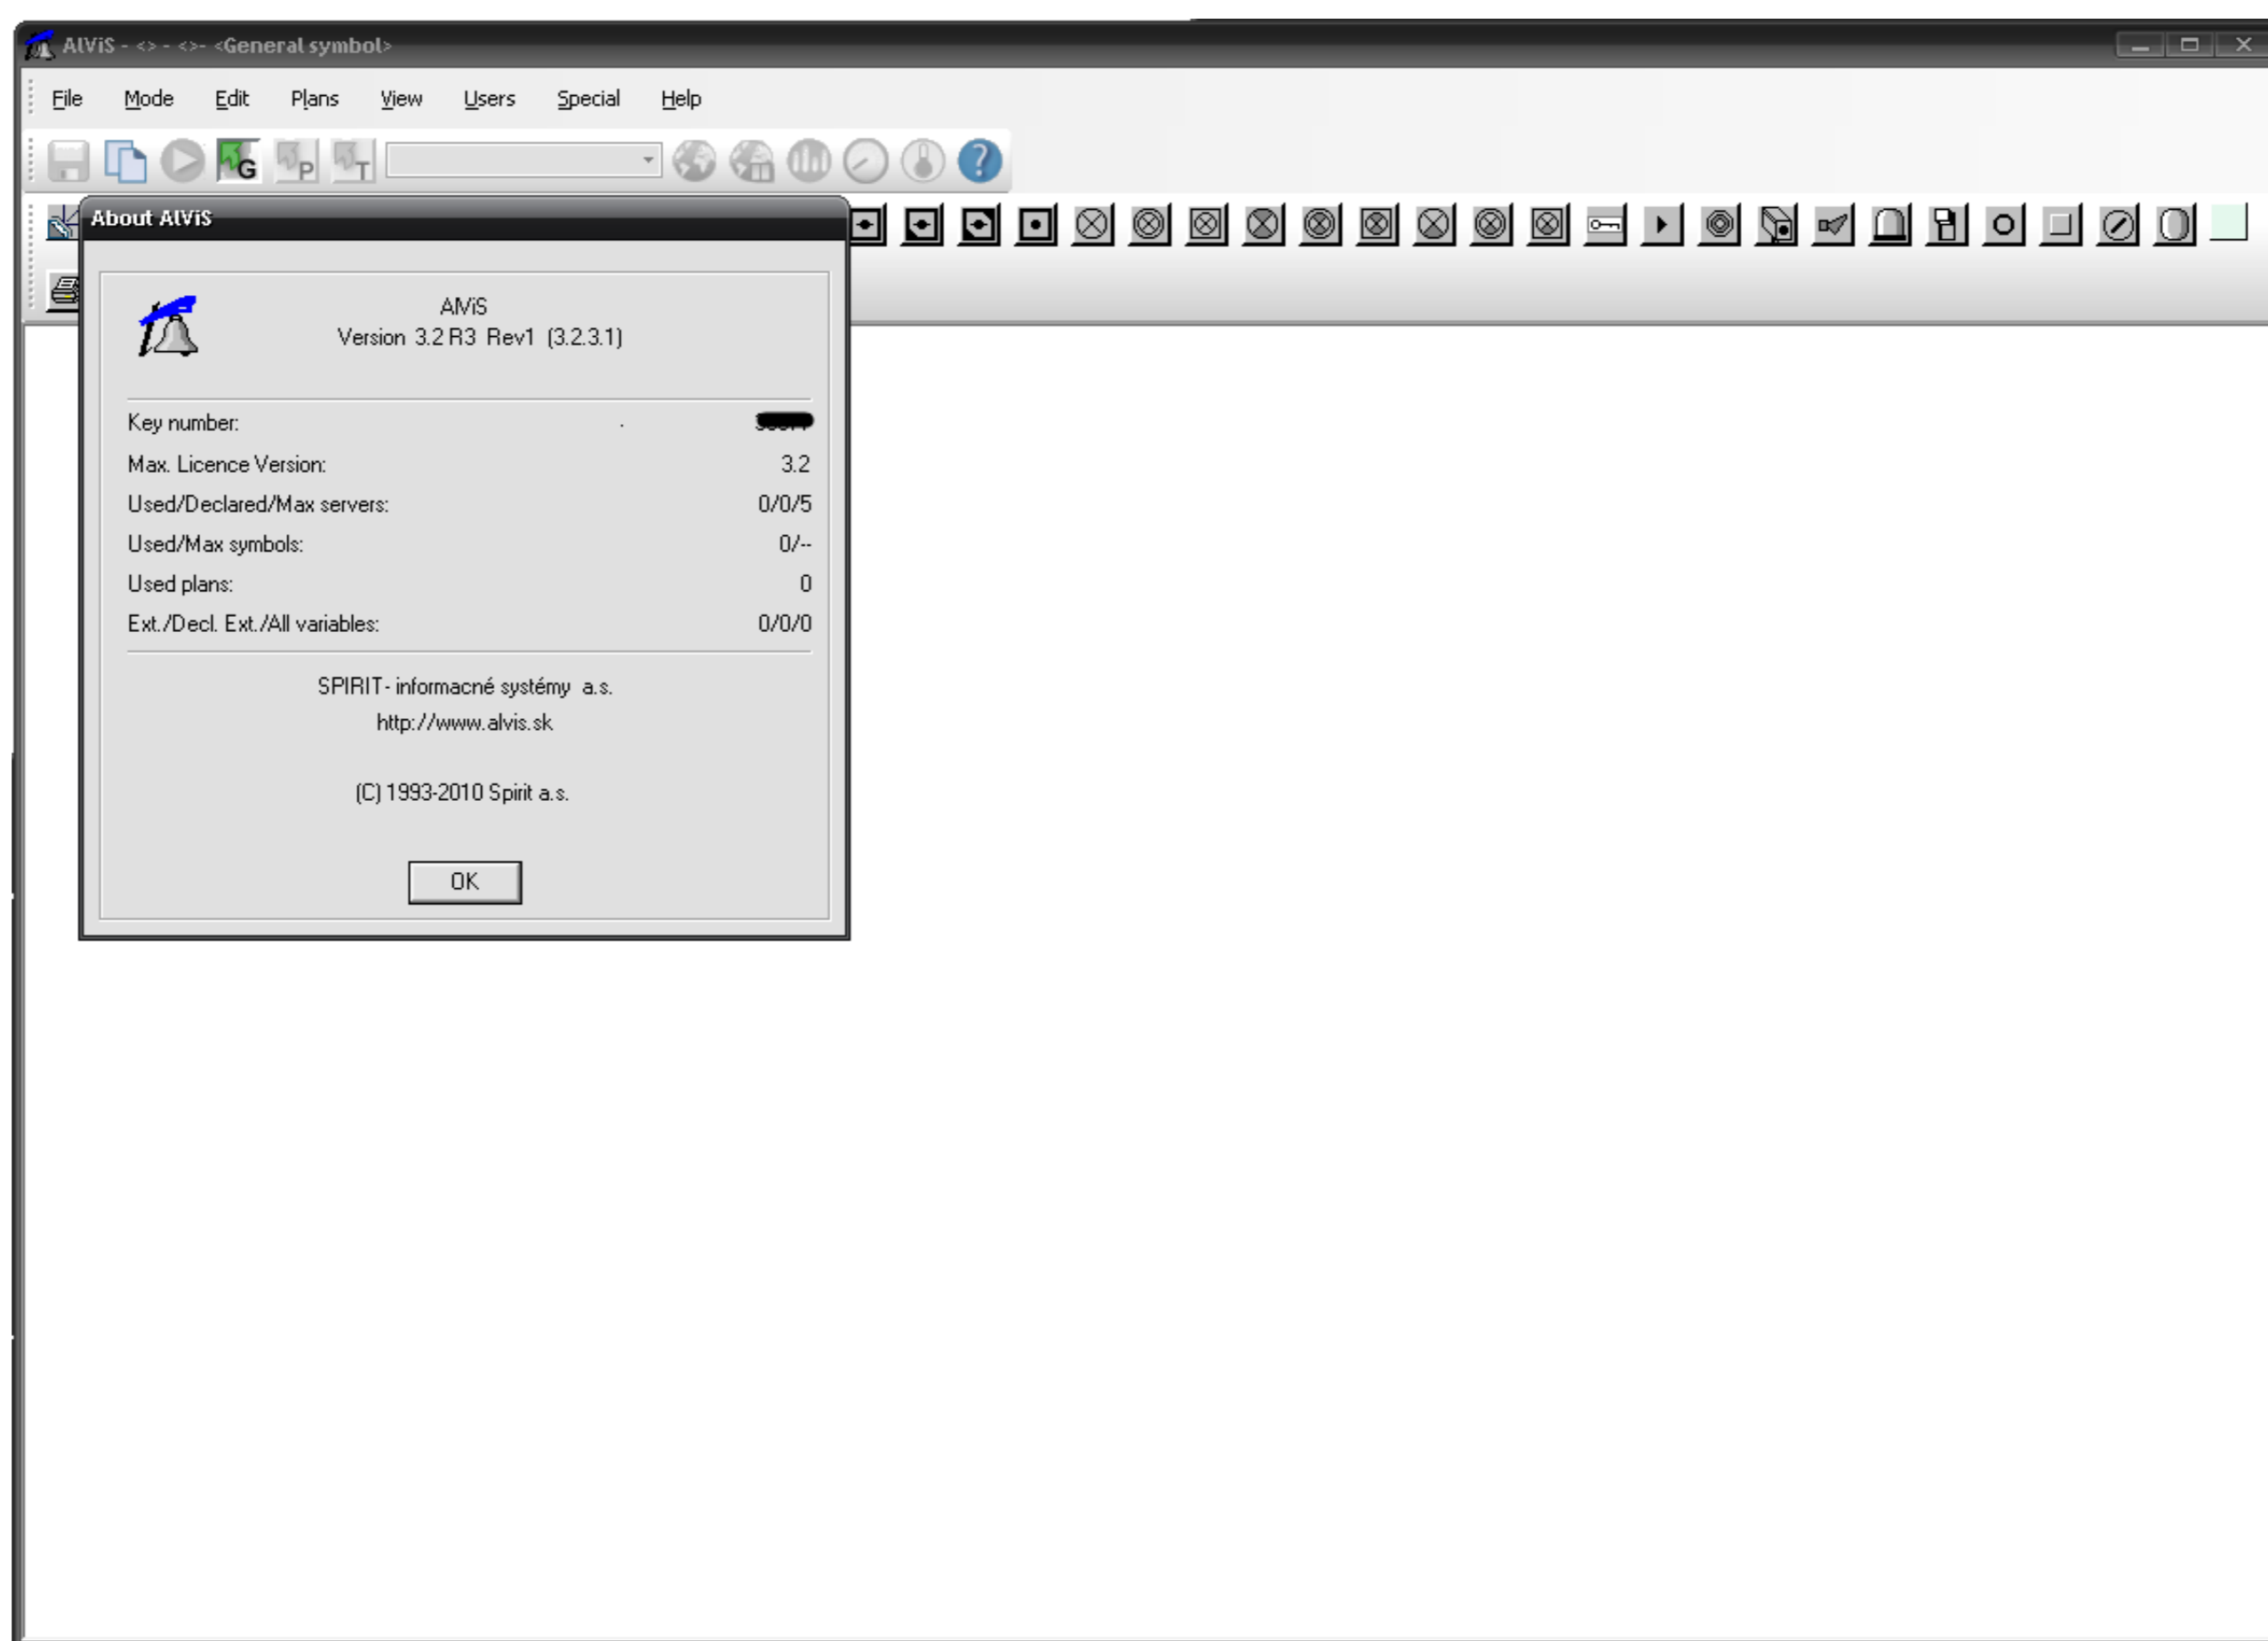 AlViS - <> - <>- <General symbol>
File Mode Edit Plans View Users Special Help
G P T ?
About AlViS
AlViS
Version 3.2 R3 Rev1 (3.2.3.1)
Key number:
Max. Licence Version: 3.2
Used/Declared/Max servers: 0/0/5
Used/Max symbols: 0/--
Used plans: 0
Ext./Decl. Ext./All variables: 0/0/0
SPIRIT- informacné systémy a.s.
http://www.alvis.sk
(C) 1993-2010 Spirit a.s.
OK